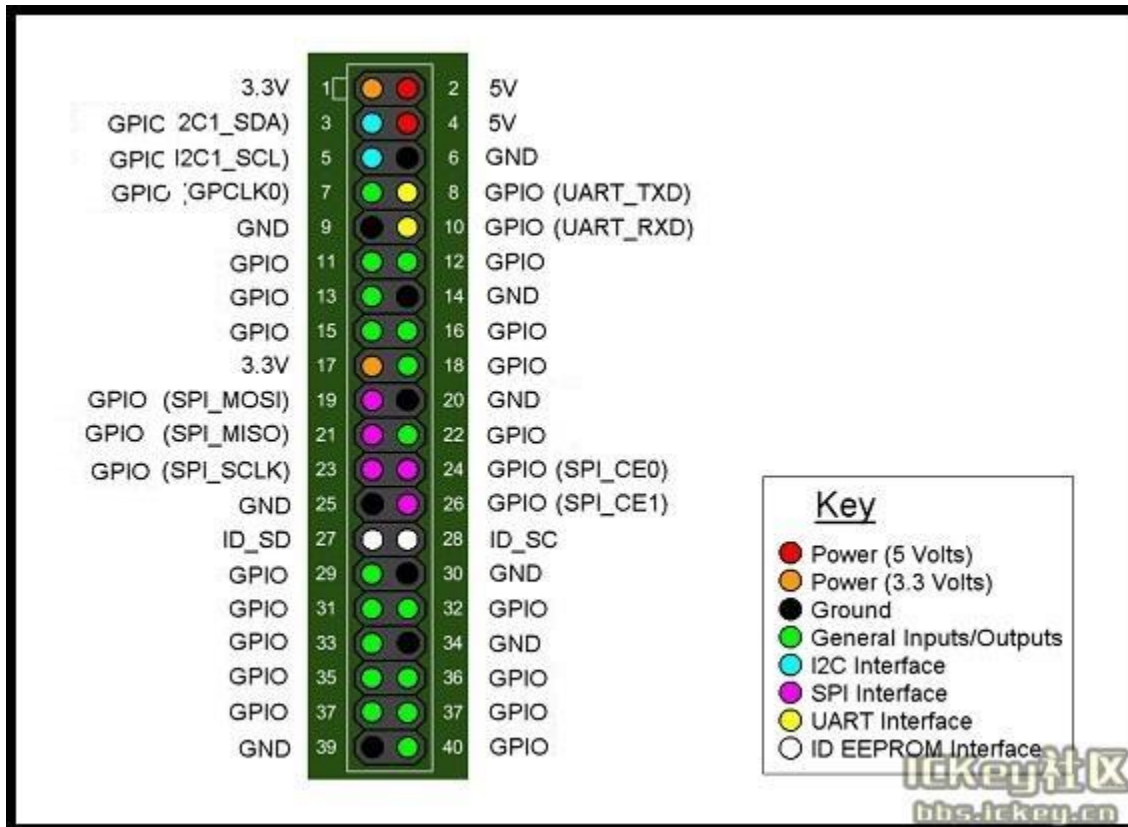 3.3V 1 2 5V
GPIC 2C1_SDA) 3 4 5V
GPIC I2C1_SCL) 5 6 GND
GPIO (GPCLK0) 7 8 GPIO (UART_TXD)
GND 9 10 GPIO (UART_RXD)
GPIO 11 12 GPIO
GPIO 13 14 GND
GPIO 15 16 GPIO
3.3V 17 18 GPIO
GPIO (SPI_MOSI) 19 20 GND
GPIO (SPI_MISO) 21 22 GPIO
GPIO (SPI_SCLK) 23 24 GPIO (SPI_CE0)
GND 25 26 GPIO (SPI_CE1)
ID_SD 27 28 ID_SC
GPIO 29 30 GND
GPIO 31 32 GPIO
GPIO 33 34 GND
GPIO 35 36 GPIO
GPIO 37 37 GPIO
GND 39 40 GPIO
Key
Power (5 Volts)
Power (3.3 Volts)
Ground
General Inputs/Outputs
I2C Interface
SPI Interface
UART Interface
ID EEPROM Interface
ICKey社区
bbs.ickey.cn